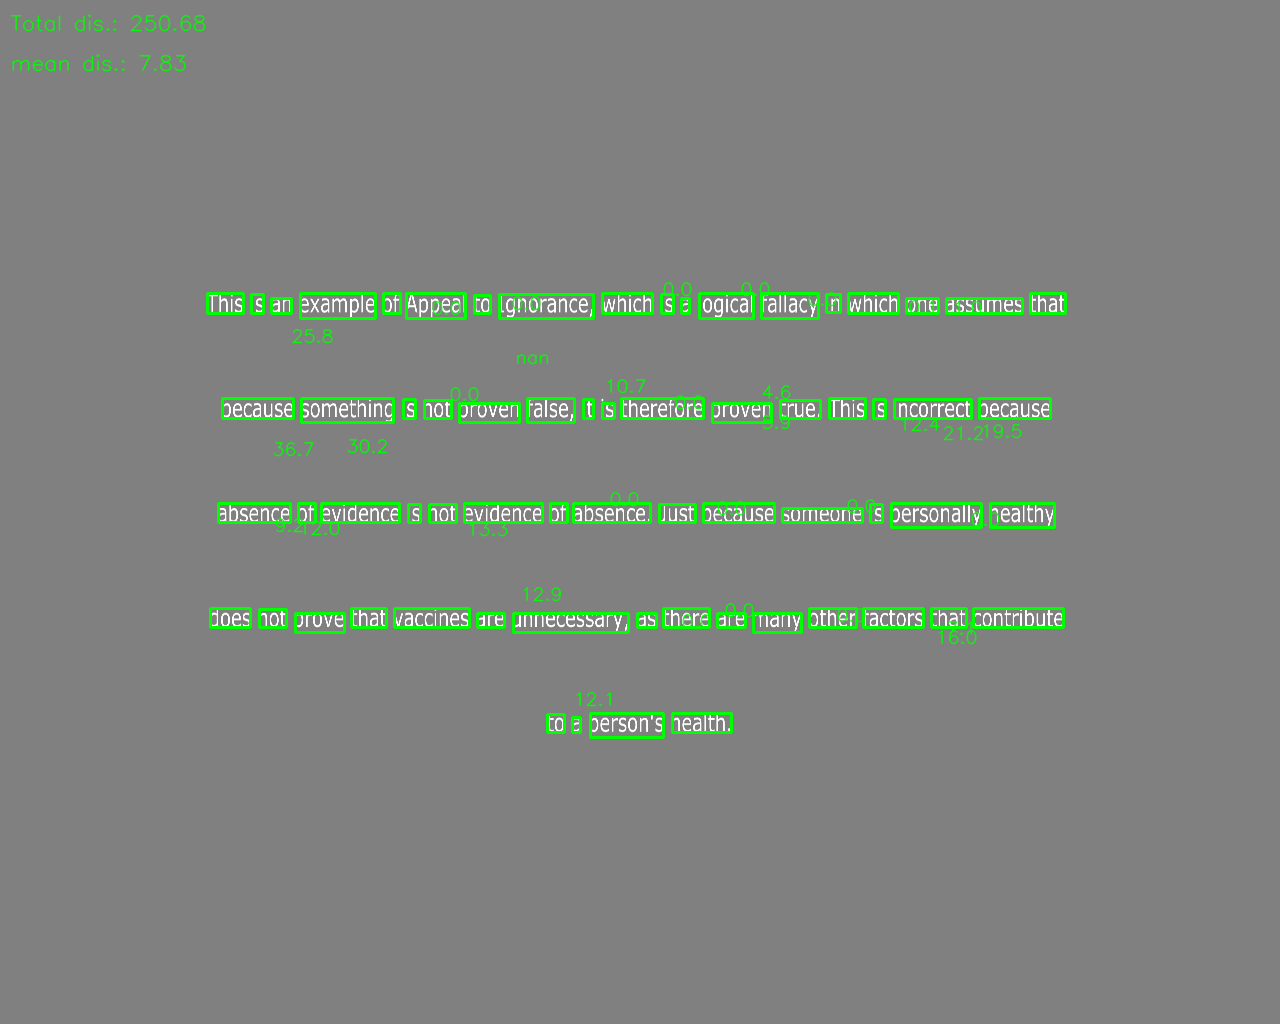 Total dis.: 250.68
mean dis.: 7.83
0.0 0.0
This is an example of Appeal to Ignorance, which is a logical fallacy in which one assumes that
25.8
nan
10.7 4.6
0.0
because something is not proven false, it is therefore proven true. This is incorrect because
5.9 12.4 21.2 19.5
36.7 30.2
0.0 0.0
absence of evidence is not evidence of absence. Just because someone is personally healthy
13.3
12.9
0.0
does not prove that vaccines are unnecessary, as there are many other factors that contribute
16.0
12.1
to a person's health.